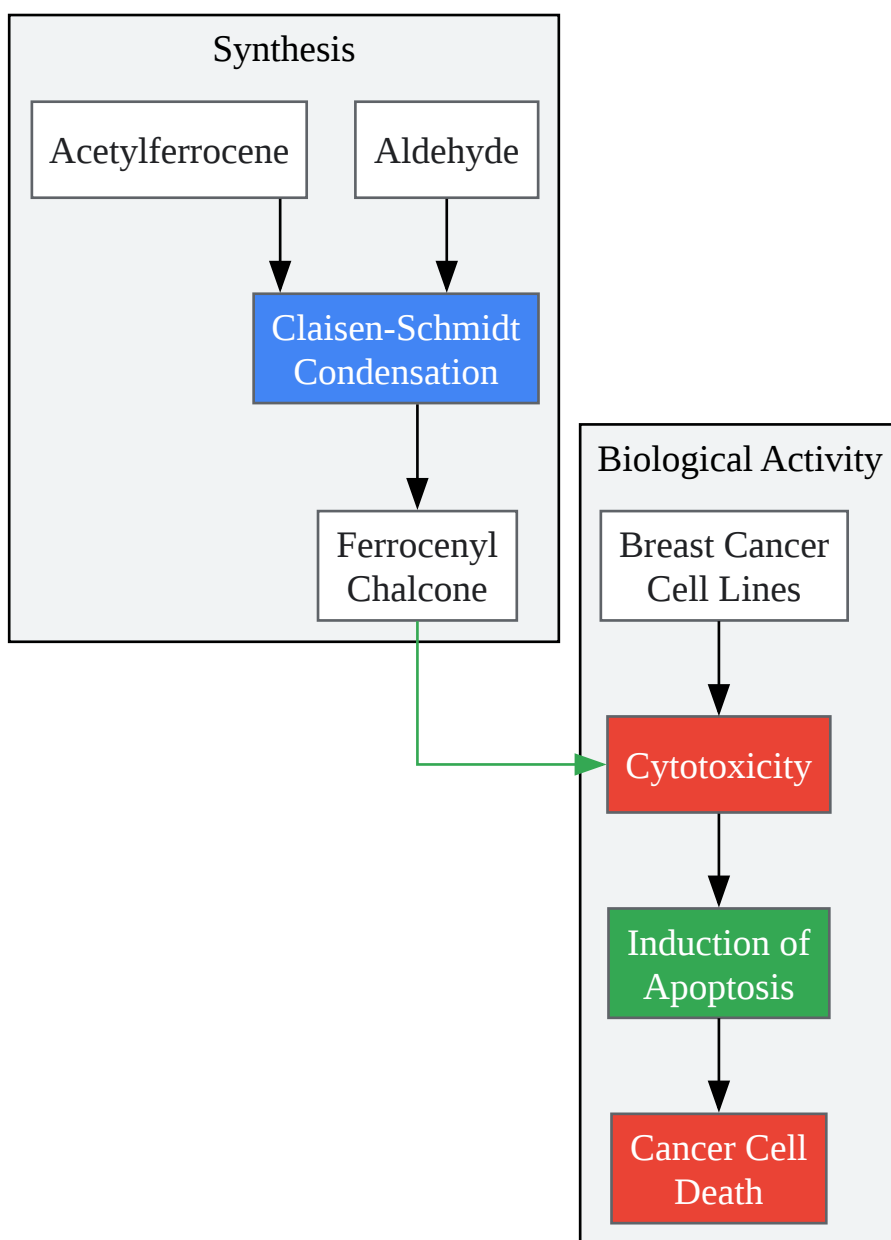 Synthesis
Acetylferrocene
Aldehyde
Claisen-Schmidt
Condensation
Ferrocenyl
Chalcone
Biological Activity
Breast Cancer
Cell Lines
Cytotoxicity
Induction of
Apoptosis
Cancer Cell
Death